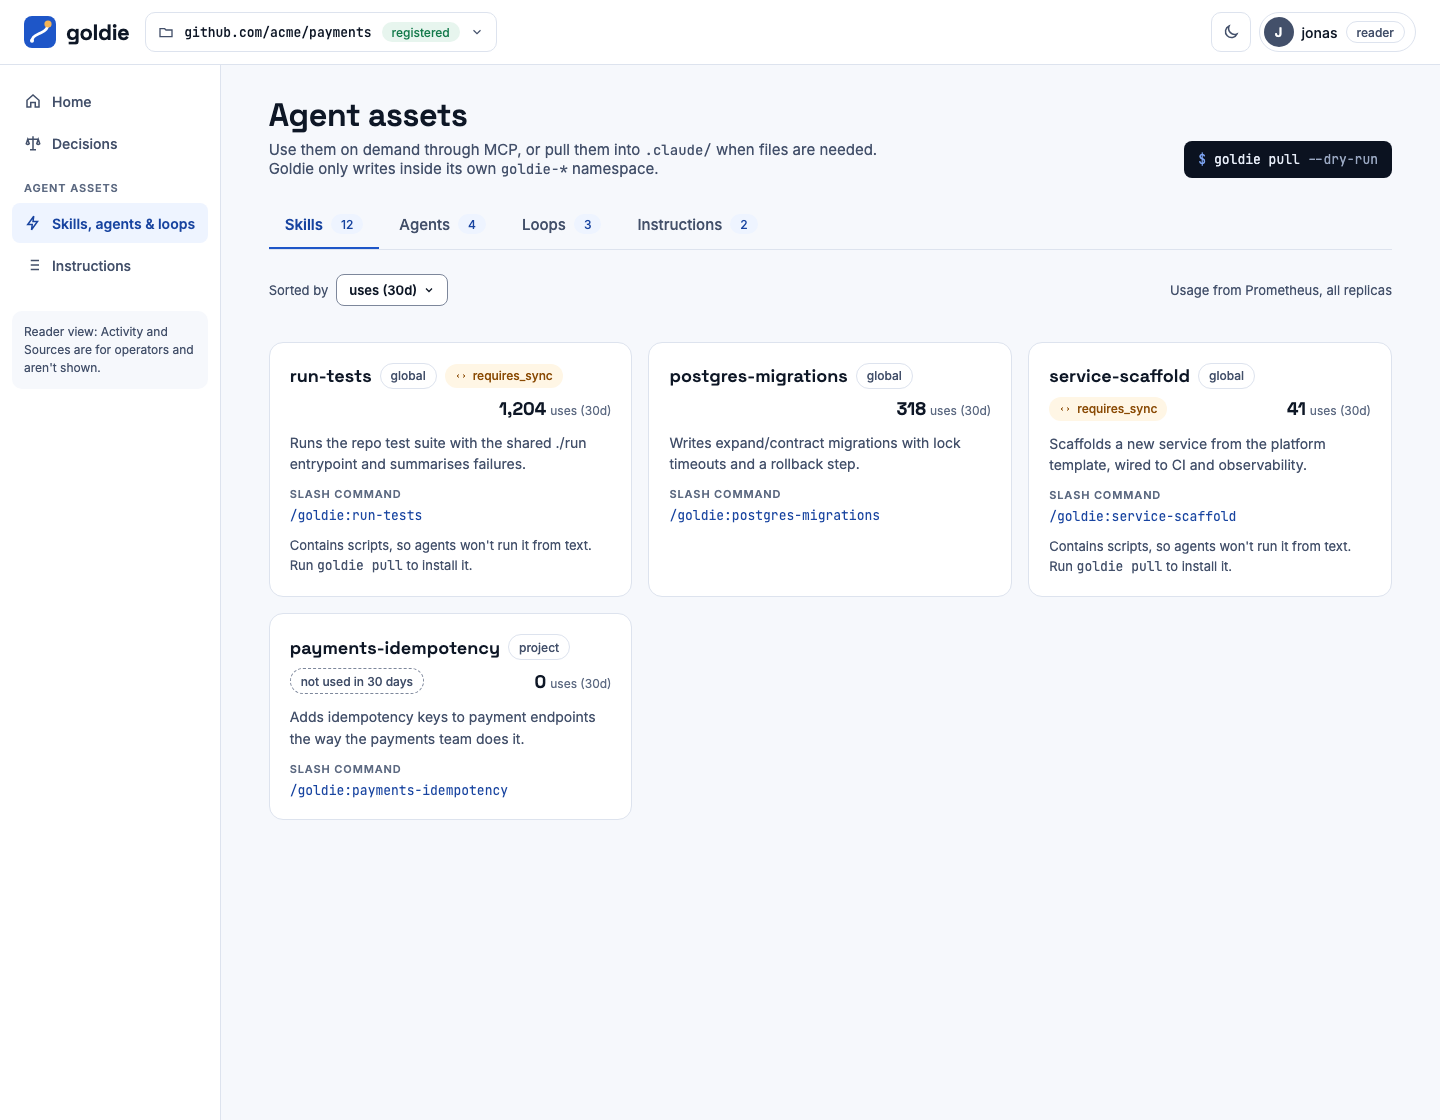 goldie
github.com/acme/payments registered
J jonas reader
Home
Decisions
AGENT ASSETS
Skills, agents & loops
Instructions
Reader view: Activity and
Sources are for operators and
aren't shown.
Agent assets
Use them on demand through MCP, or pull them into .claude/ when files are needed.
Goldie only writes inside its own goldie-* namespace.
$ goldie pull --dry-run
Skills 12 Agents 4 Loops 3 Instructions 2
Sorted by uses (30d)
Usage from Prometheus, all replicas
run-tests global requires_sync
1,204 uses (30d)
Runs the repo test suite with the shared ./run
entrypoint and summarises failures.
SLASH COMMAND
/goldie:run-tests
Contains scripts, so agents won't run it from text.
Run goldie pull to install it.
postgres-migrations global
318 uses (30d)
Writes expand/contract migrations with lock
timeouts and a rollback step.
SLASH COMMAND
/goldie:postgres-migrations
service-scaffold global
requires_sync 41 uses (30d)
Scaffolds a new service from the platform
template, wired to CI and observability.
SLASH COMMAND
/goldie:service-scaffold
Contains scripts, so agents won't run it from text.
Run goldie pull to install it.
payments-idempotency project
not used in 30 days 0 uses (30d)
Adds idempotency keys to payment endpoints
the way the payments team does it.
SLASH COMMAND
/goldie:payments-idempotency